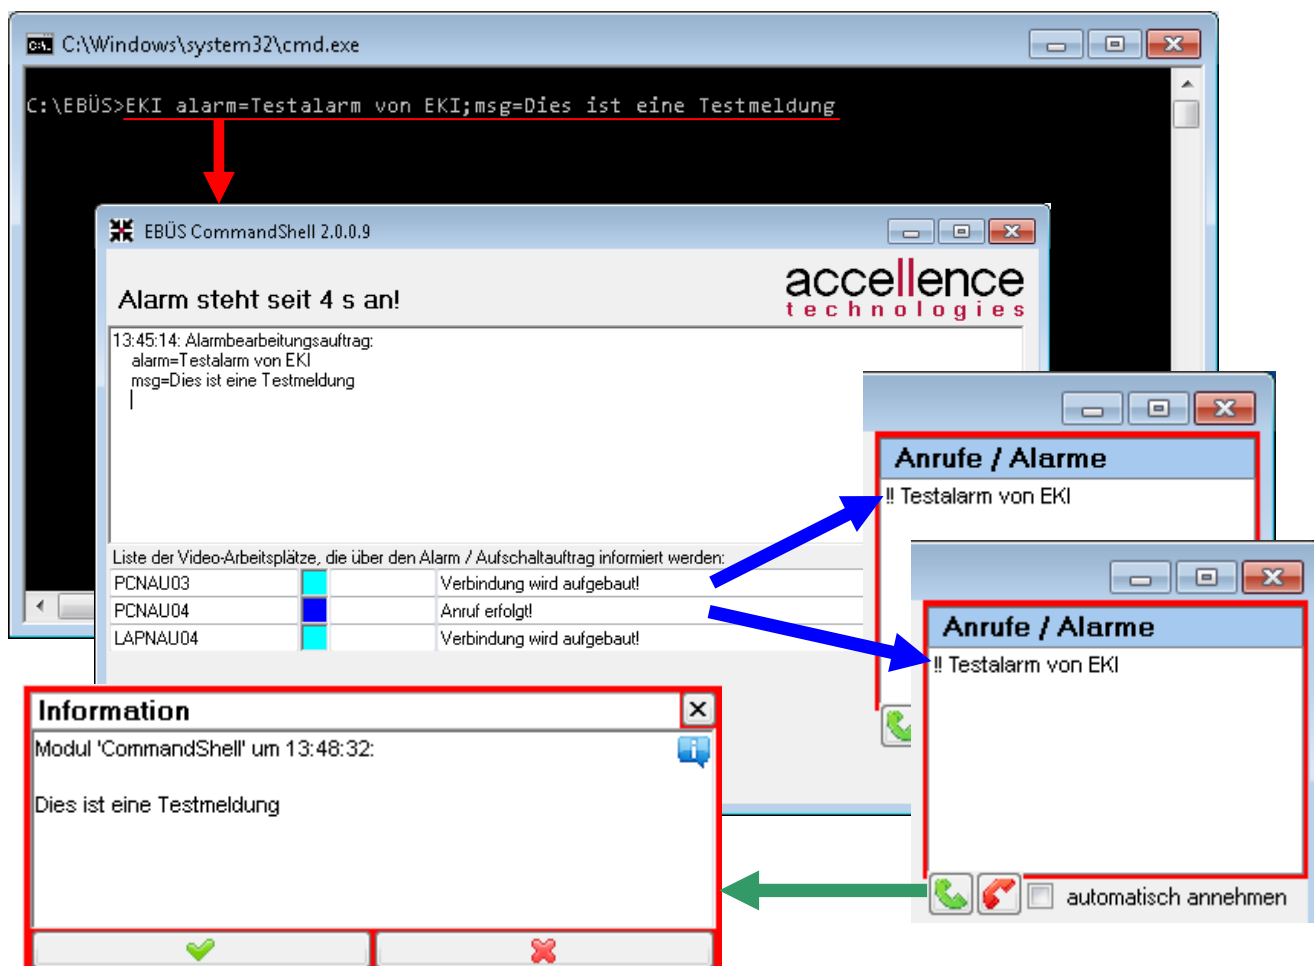 C:\Windows\system32\cmd.exe
C:\EBÜS>EKI alarm=Testalarm von EKI;msg=Dies ist eine Testmeldung
EBÜS CommandShell 2.0.0.9
Alarm steht seit 4 s an!
accellence
technologies
13:45:14: Alarmbearbeitungsauftrag:
alarm=Testalarm von EKI
msg=Dies ist eine Testmeldung
Liste der Video-Arbeitsplätze, die über den Alarm / Aufschaltauftrag informiert werden:
PCNAU03 Verbindung wird aufgebaut!
PCNAU04 Anruf erfolgt!
LAPNAU04 Verbindung wird aufgebaut!
Anrufe / Alarme
!! Testalarm von EKI
Anrufe / Alarme
!! Testalarm von EKI
automatisch annehmen
Information
Modul 'CommandShell' um 13:48:32:
Dies ist eine Testmeldung